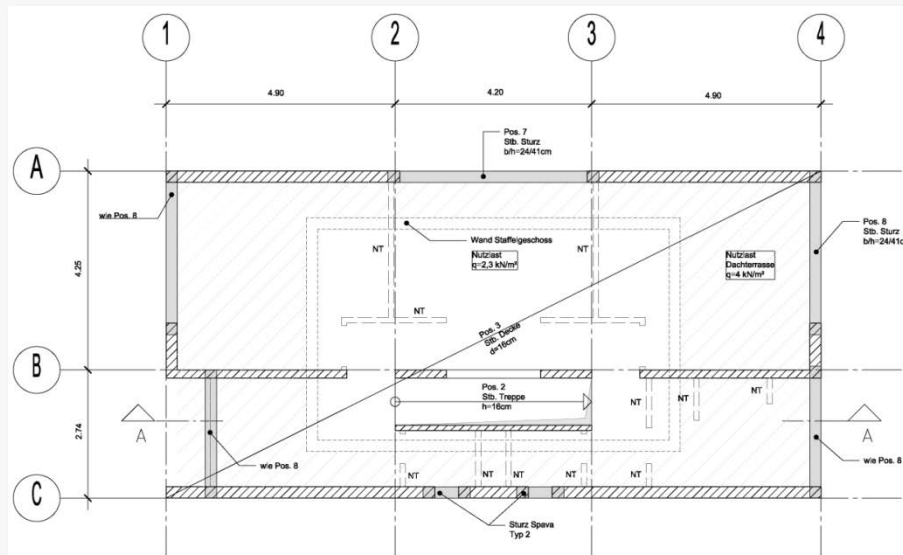 1
2
3
4
4.90
4.20
4.90
Pos. 7
Stb. Sturz
b/h=24/41cm
A
wie Pos. 8
Wand Staffelgeschoss
Pos. 8
Stb. Sturz
b/h=24/41c
NT
Nutzlast
q=2,3 kN/m²
NT
Nutzlast
Dachterrasse
q=4 kN/m²
4.25
NT
Pos. 3
Stb. Decke
d=16cm
B
Pos. 2
Stb. Treppe
h=16cm
NT
NT
NT
2.74
A
A
wie Pos. 8
wie Pos. 8
NT
NT
NT
NT
NT
C
Sturz Spava
Typ 2